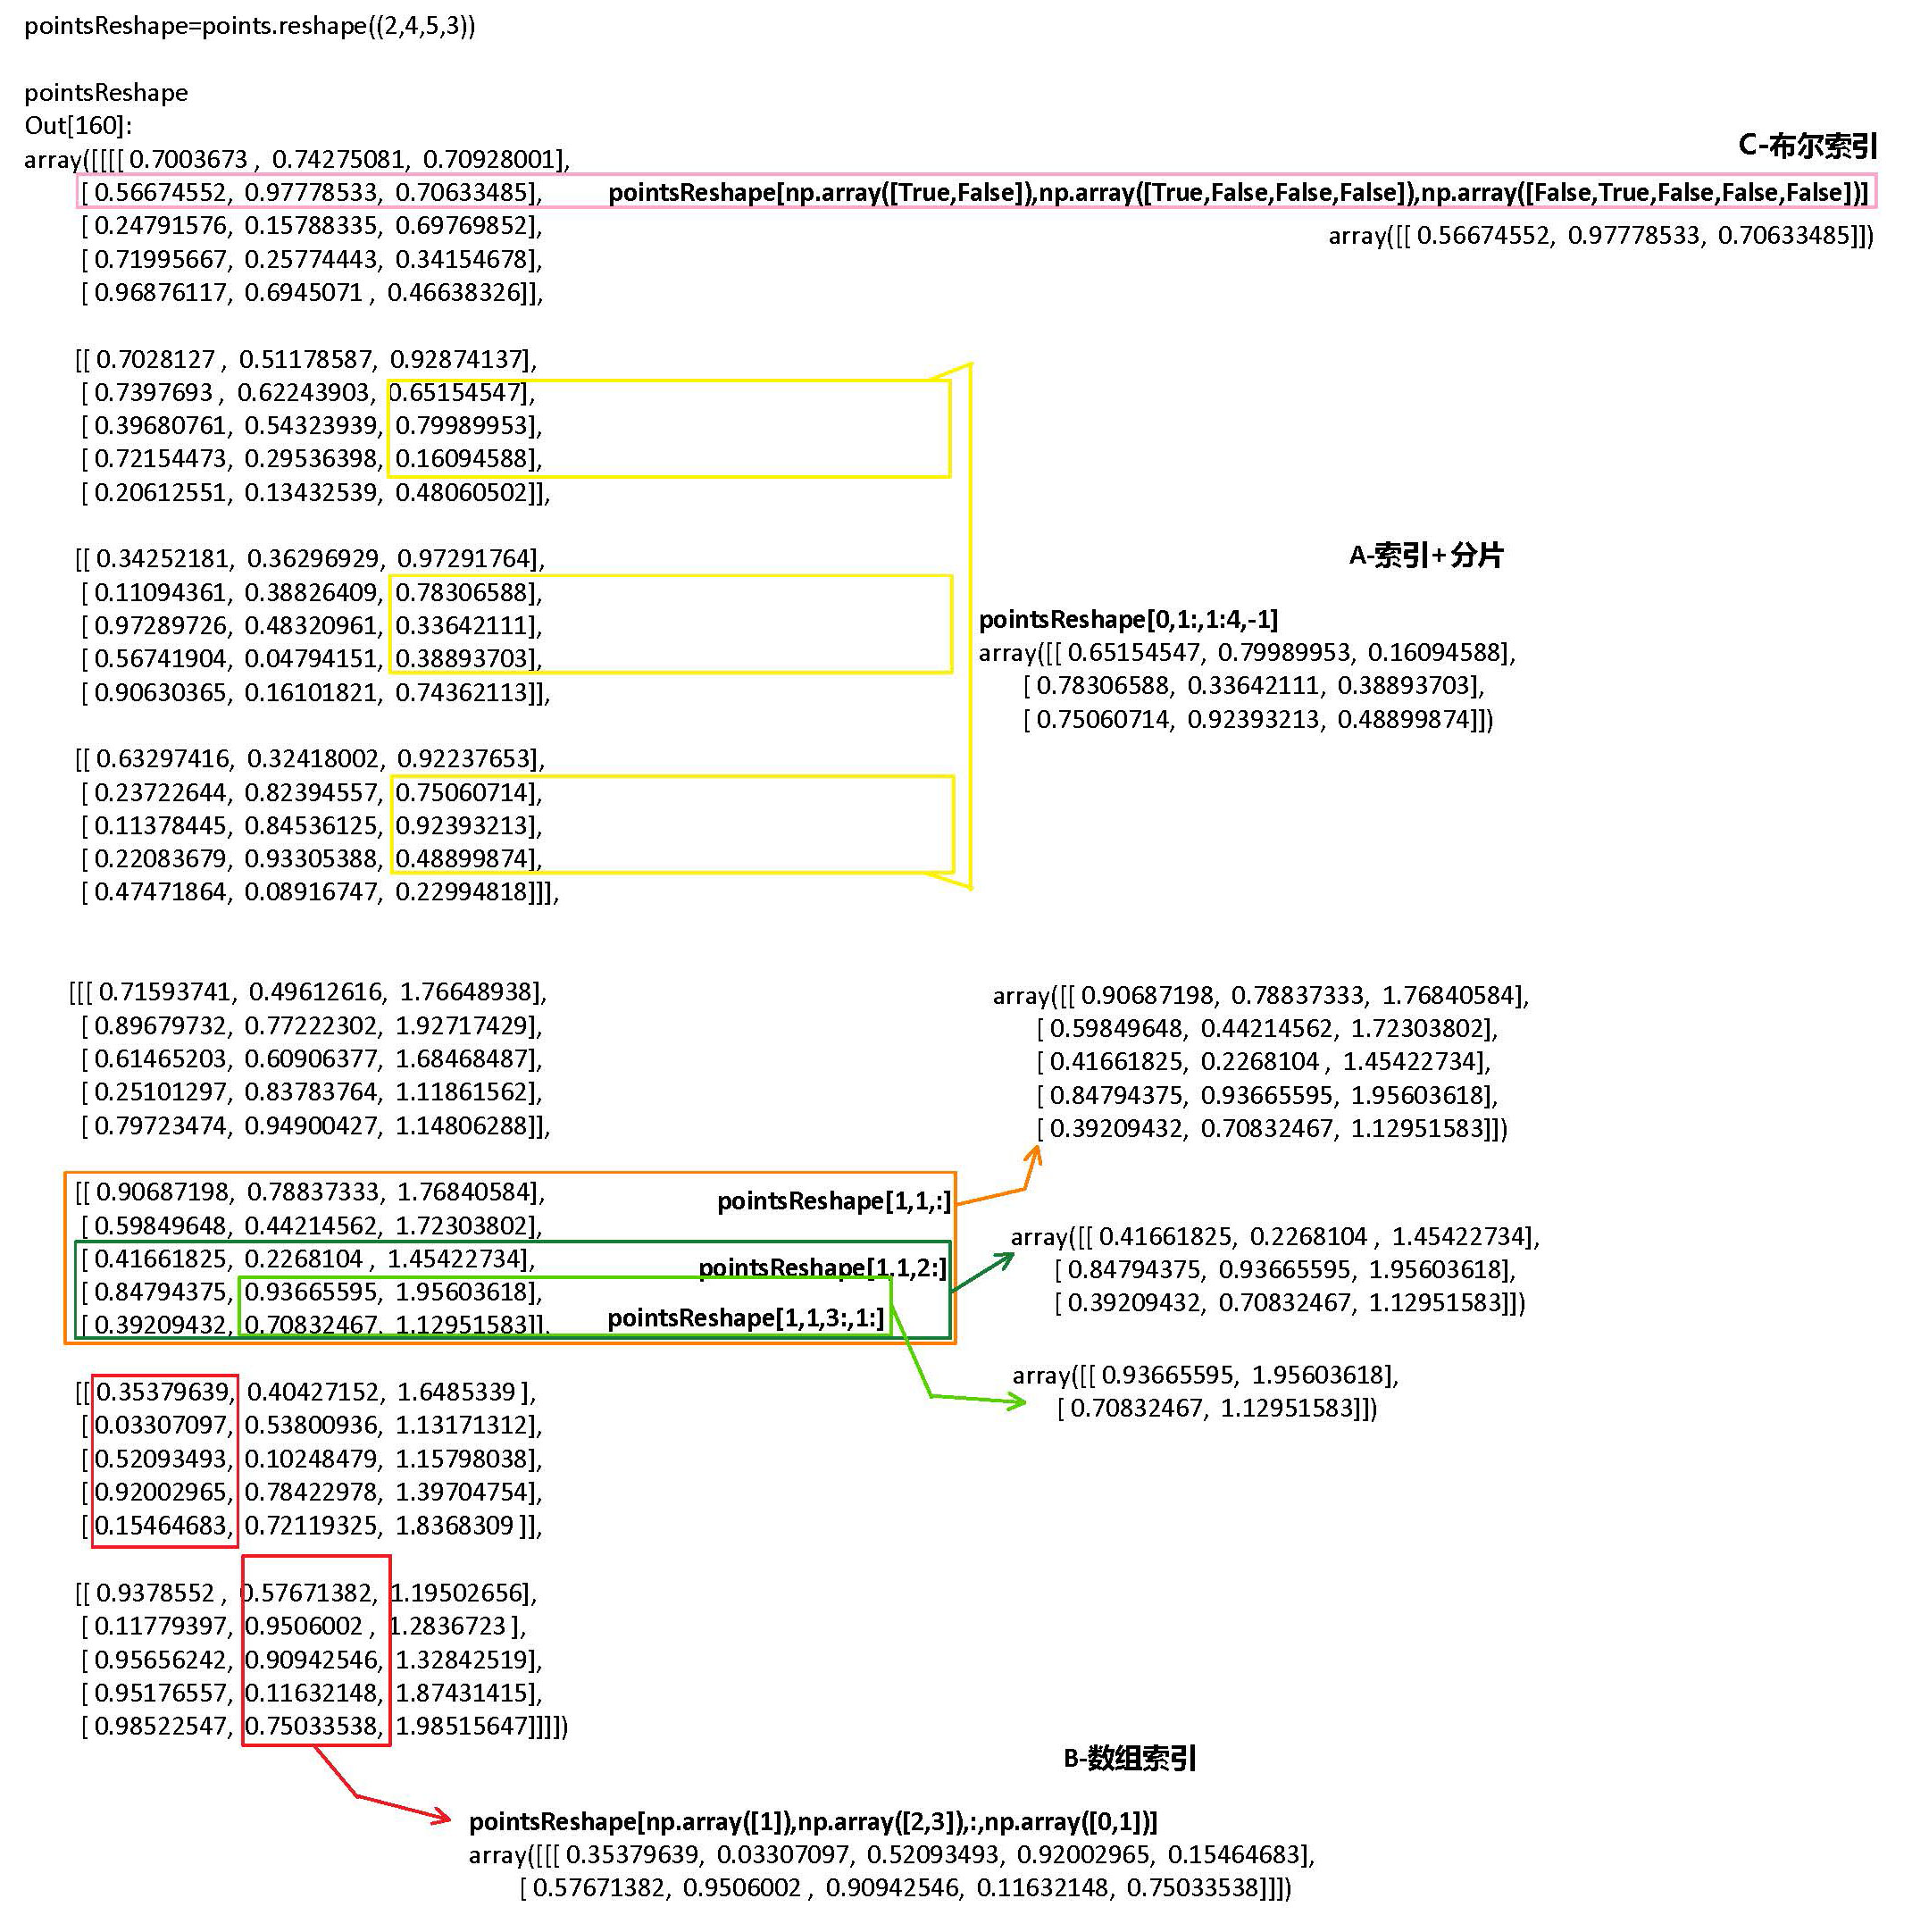 pointsReshape=points.reshape((2,4,5,3))
pointsReshape
Out[160]:
array([[[[ 0.7003673 , 0.74275081, 0.70928001],
C-布尔索引
[ 0.56674552, 0.97778533, 0.70633485],
pointsReshape[np.array([True,False]),np.array([True,False,False,False]),np.array([False,True,False,False,False])]
[ 0.24791576, 0.15788335, 0.69769852],
array([[ 0.56674552, 0.97778533, 0.70633485]])
[ 0.71995667, 0.25774443, 0.34154678],
[ 0.96876117, 0.6945071 , 0.46638326]],
[[ 0.7028127 , 0.51178587, 0.92874137],
[ 0.7397693 , 0.62243903, 0.65154547],
[ 0.39680761, 0.54323939, 0.79989953],
[ 0.72154473, 0.29536398, 0.16094588],
[ 0.20612551, 0.13432539, 0.48060502]],
[[ 0.34252181, 0.36296929, 0.97291764],
[ 0.11094361, 0.38826409, 0.78306588],
[ 0.97289726, 0.48320961, 0.33642111],
[ 0.56741904, 0.04794151, 0.38893703],
[ 0.90630365, 0.16101821, 0.74362113]],
A-索引+分片
pointsReshape[0,1:,1:4,-1]
array([[ 0.65154547, 0.79989953, 0.16094588],
[ 0.78306588, 0.33642111, 0.38893703],
[ 0.75060714, 0.92393213, 0.48899874]])
[[ 0.63297416, 0.32418002, 0.92237653],
[ 0.23722644, 0.82394557, 0.75060714],
[ 0.11378445, 0.84536125, 0.92393213],
[ 0.22083679, 0.93305388, 0.48899874],
[ 0.47471864, 0.08916747, 0.22994818]]],
[[[ 0.71593741, 0.49612616, 1.76648938],
[ 0.89679732, 0.77222302, 1.92717429],
[ 0.61465203, 0.60906377, 1.68468487],
[ 0.25101297, 0.83783764, 1.11861562],
[ 0.79723474, 0.94900427, 1.14806288]],
array([[ 0.90687198, 0.78837333, 1.76840584],
[ 0.59849648, 0.44214562, 1.72303802],
[ 0.41661825, 0.2268104 , 1.45422734],
[ 0.84794375, 0.93665595, 1.95603618],
[ 0.39209432, 0.70832467, 1.12951583]])
[[ 0.90687198, 0.78837333, 1.76840584],
pointsReshape[1,1,:]
[ 0.59849648, 0.44214562, 1.72303802],
[ 0.41661825, 0.2268104 , 1.45422734],
pointsReshape[1,1,2:]
[ 0.84794375, 0.93665595, 1.95603618],
[ 0.39209432, 0.70832467, 1.12951583]],
pointsReshape[1,1,3:,1:]
array([[ 0.41661825, 0.2268104 , 1.45422734],
[ 0.84794375, 0.93665595, 1.95603618],
[ 0.39209432, 0.70832467, 1.12951583]])
array([[ 0.93665595, 1.95603618],
[ 0.70832467, 1.12951583]])
[[ 0.35379639, 0.40427152, 1.6485339 ],
[ 0.03307097, 0.53800936, 1.13171312],
[ 0.52093493, 0.10248479, 1.15798038],
[ 0.92002965, 0.78422978, 1.39704754],
[ 0.15464683, 0.72119325, 1.8368309 ]],
[[ 0.9378552 , 0.57671382, 1.19502656],
[ 0.11779397, 0.9506002 , 1.2836723 ],
[ 0.95656242, 0.90942546, 1.32842519],
[ 0.95176557, 0.11632148, 1.87431415],
[ 0.98522547, 0.75033538, 1.98515647]]]])
B-数组索引
pointsReshape[np.array([1]),np.array([2,3]),:,np.array([0,1])]
array([[[ 0.35379639, 0.03307097, 0.52093493, 0.92002965, 0.15464683],
[ 0.57671382, 0.9506002 , 0.90942546, 0.11632148, 0.75033538]]])